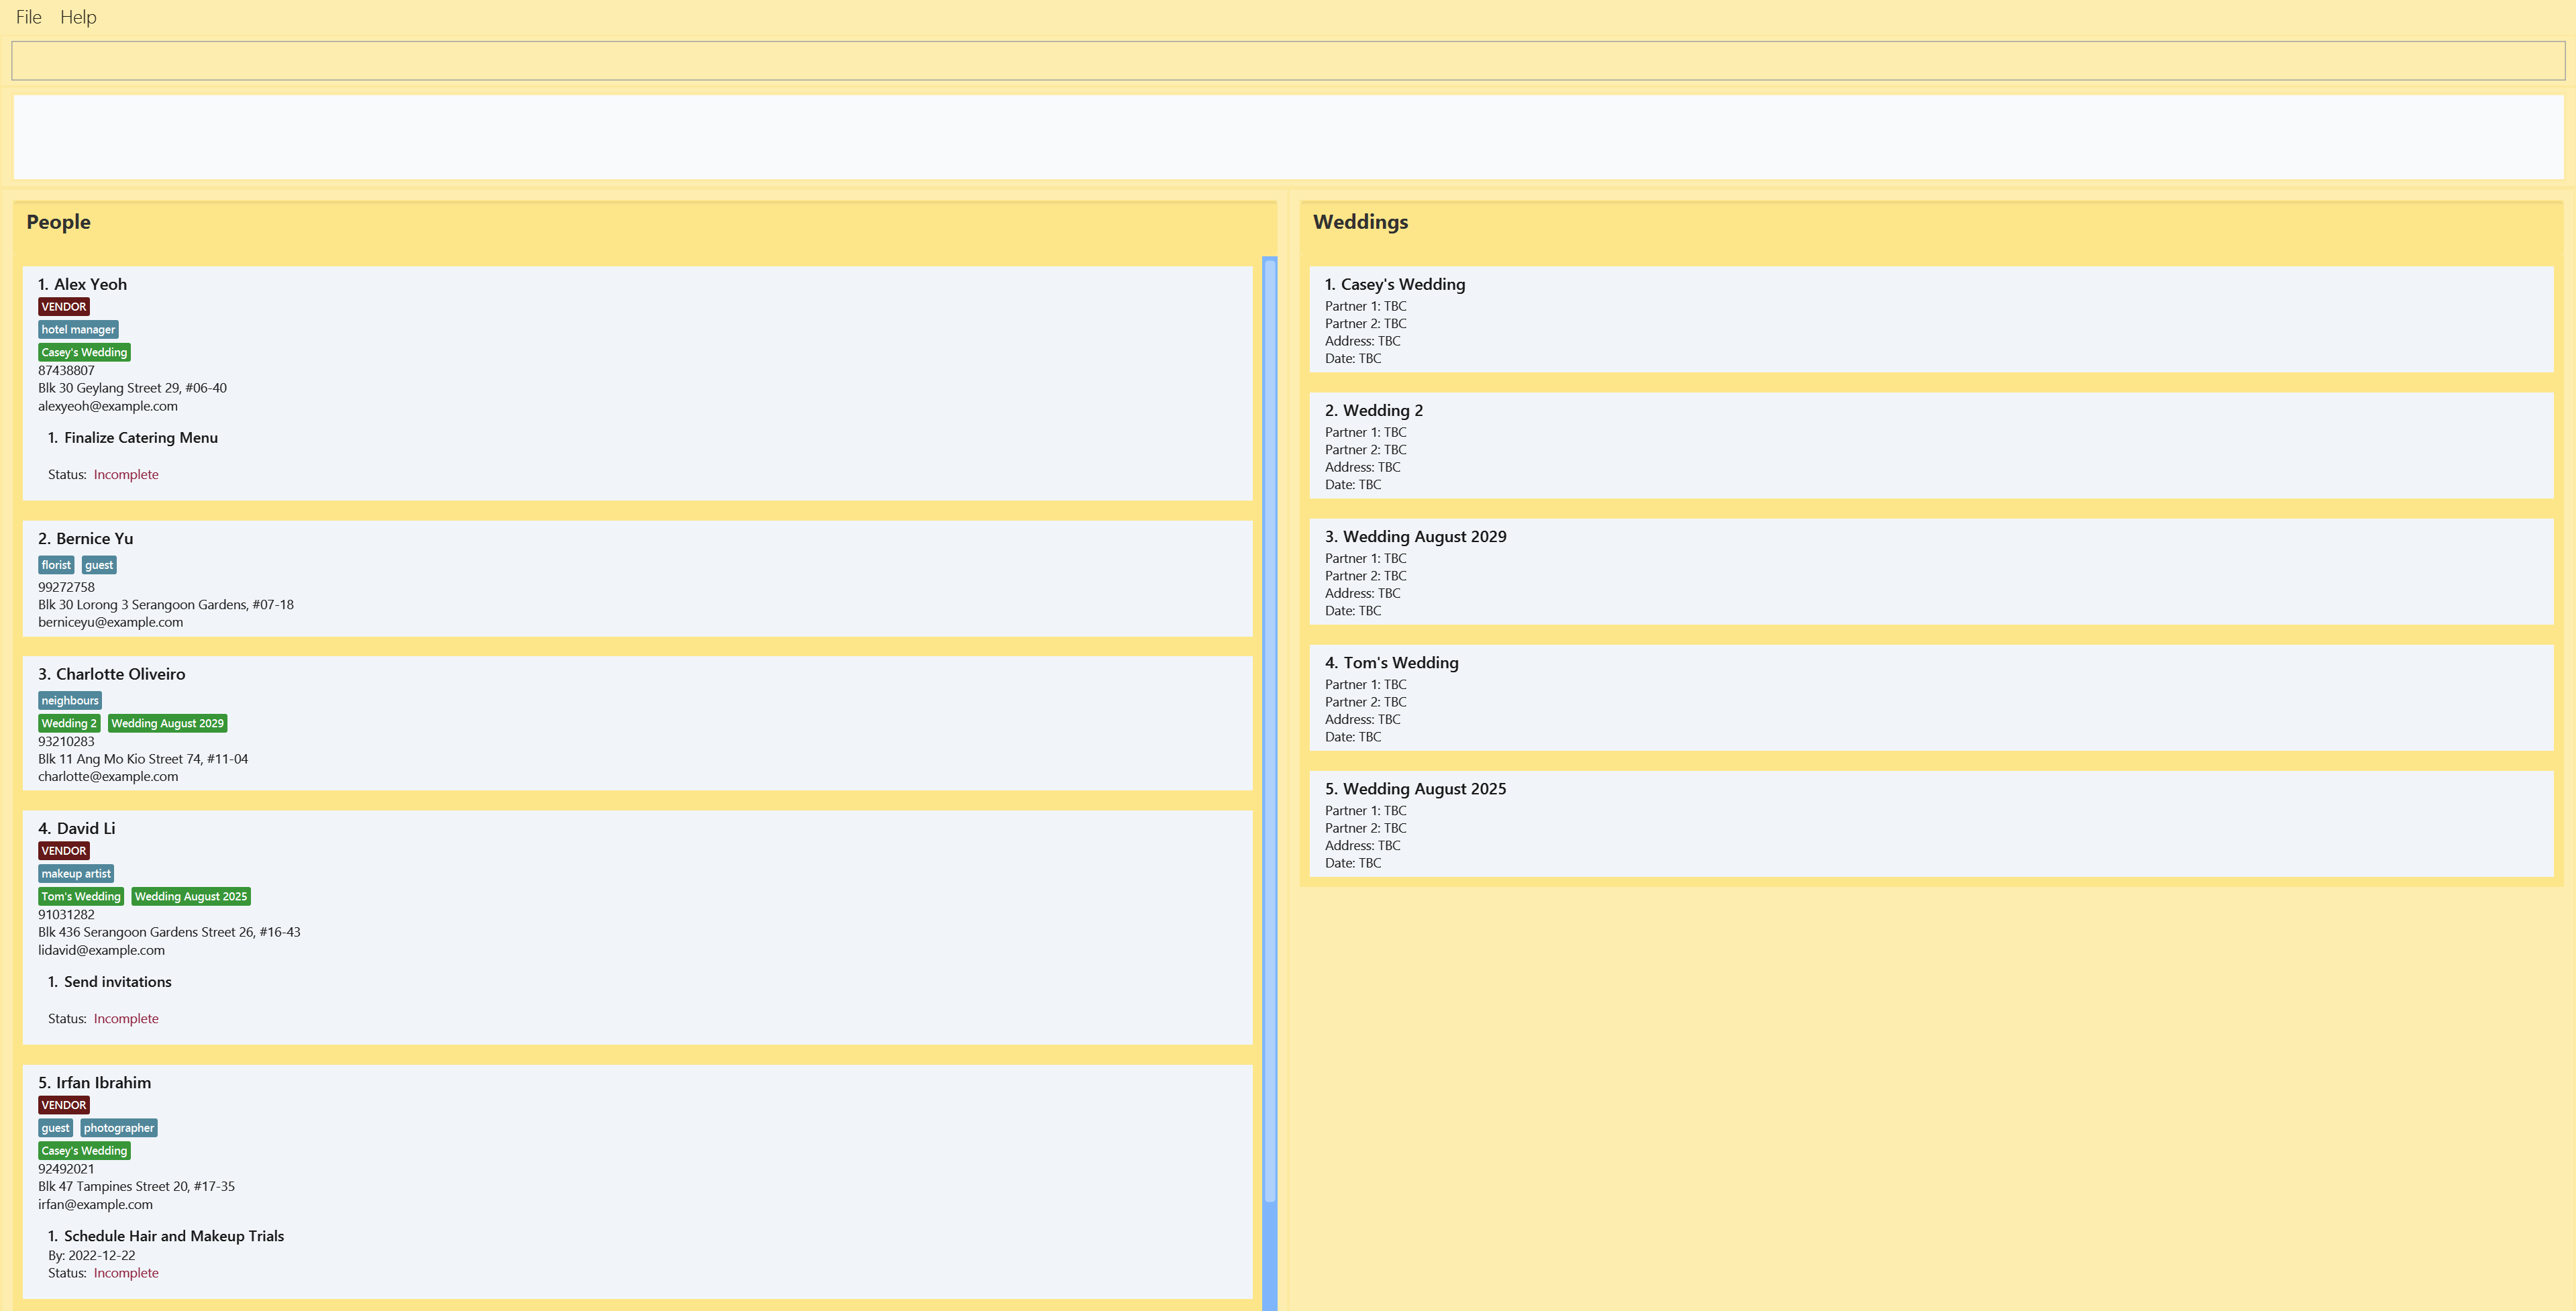 File Help
People
1. Alex Yeoh
VENDOR
hotel manager
Casey's Wedding
87438807
Blk 30 Geylang Street 29, #06-40
alexyeoh@example.com
1. Finalize Catering Menu
Status: Incomplete
2. Bernice Yu
florist guest
99272758
Blk 30 Lorong 3 Serangoon Gardens, #07-18
berniceyu@example.com
3. Charlotte Oliveiro
neighbours
Wedding 2 Wedding August 2029
93210283
Blk 11 Ang Mo Kio Street 74, #11-04
charlotte@example.com
4. David Li
VENDOR
makeup artist
Tom's Wedding Wedding August 2025
91031282
Blk 436 Serangoon Gardens Street 26, #16-43
lidavid@example.com
1. Send invitations
Status: Incomplete
5. Irfan Ibrahim
VENDOR
guest photographer
Casey's Wedding
92492021
Blk 47 Tampines Street 20, #17-35
irfan@example.com
1. Schedule Hair and Makeup Trials
By: 2022-12-22
Status: Incomplete
Weddings
1. Casey's Wedding
Partner 1: TBC
Partner 2: TBC
Address: TBC
Date: TBC
2. Wedding 2
Partner 1: TBC
Partner 2: TBC
Address: TBC
Date: TBC
3. Wedding August 2029
Partner 1: TBC
Partner 2: TBC
Address: TBC
Date: TBC
4. Tom's Wedding
Partner 1: TBC
Partner 2: TBC
Address: TBC
Date: TBC
5. Wedding August 2025
Partner 1: TBC
Partner 2: TBC
Address: TBC
Date: TBC